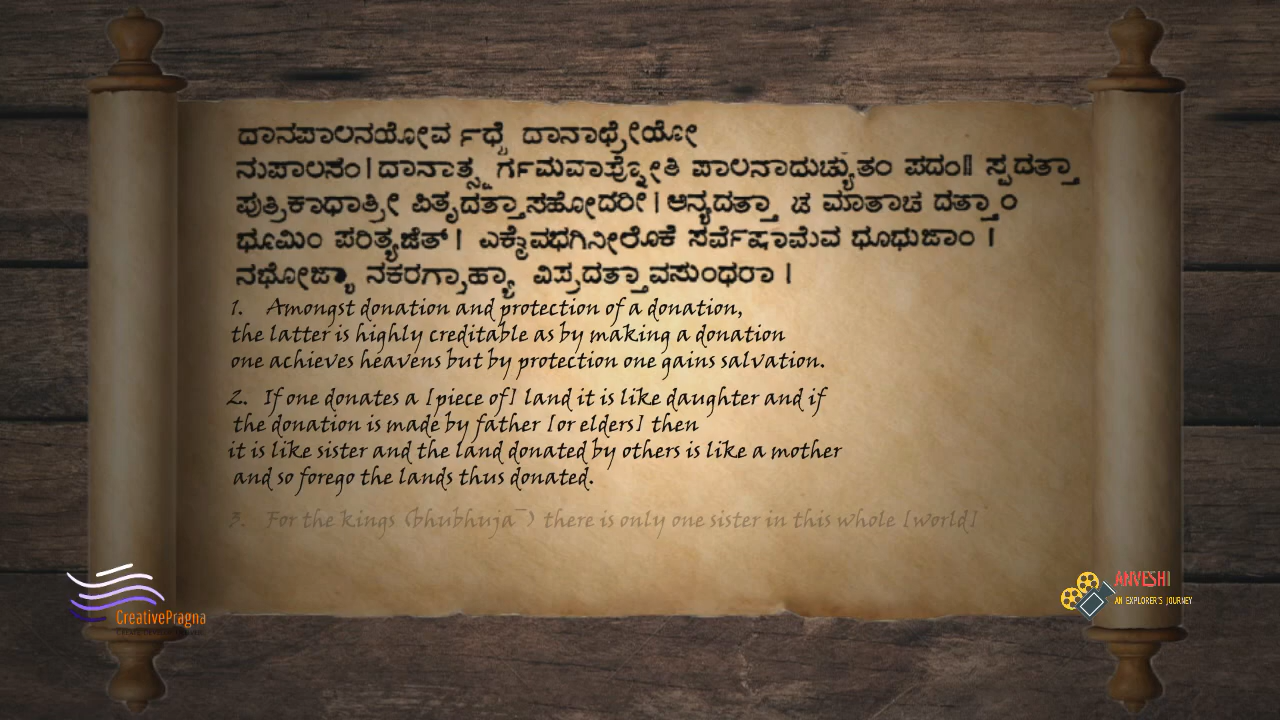 ದಾನಪಾಲನಯೋರ್ಮಧ್ಯೆ ದಾನಾಛ್ರೇಯೋ
ನುಪಾಲನಂ। ದಾನಾತ್ಸ್ವರ್ಗಮವಾಪ್ನೋತಿ ಪಾಲನಾದುಚ್ಯುತಂ ಪದಂ॥ ಸ್ಪದತ್ತಾ
ಪುತ್ರಿಕಾಧಾತ್ರೀ ಪಿತೃದತ್ತಾಸಹೋದರೀ। ಅನ್ಯದತ್ತಾ ಚ ಮಾತಾಚ ದತ್ತಾಂ
ಭೂಮಿಂ ಪರಿತ್ಯಜೆತ್। ಎಕೈವಭಗಿನೀಲೊಕೆ ಸರ್ವೆಷಾಮೆವ ಭೂಭುಜಾಂ।
ನಭೋಜ್ಯಾ ನಕರಗ್ರಾಹ್ಯಾ ವಿಪ್ರದತ್ತಾವಸುಂಧರಾ।
1. Amongst donation and protection of a donation,
the latter is highly creditable as by making a donation
one achieves heavens but by protection one gains salvation.
2. If one donates a [piece of] land it is like daughter and if
the donation is made by father [or elders] then
it is like sister and the land donated by others is like a mother
and so forego the lands thus donated.
3. For the kings (bhubhuja¯) there is only one sister in this whole [world]
CreativePragna
ANVESHI
AN EXPLORER'S JOURNEY